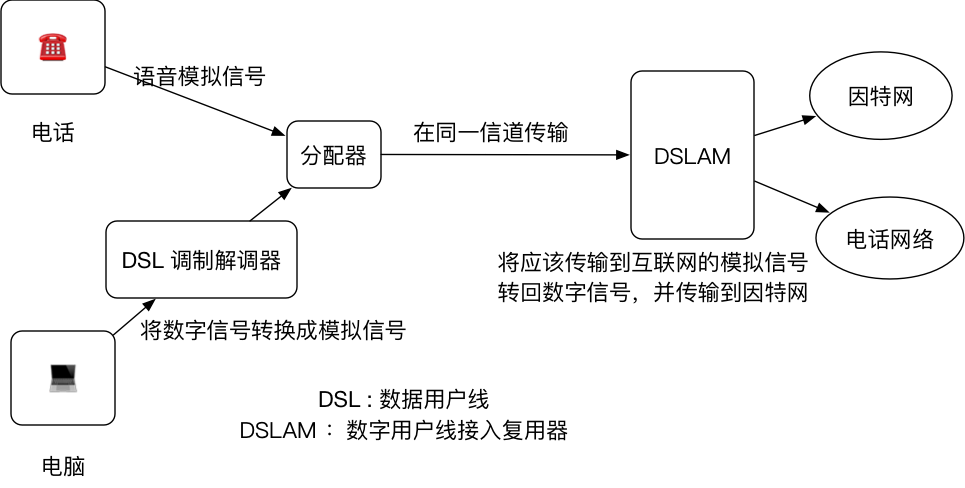 语音模拟信号
因特网
电话
在同一信道传输
分配器
DSLAM
电话网络
DSL 调制解调器
将应该传输到互联网的模拟信号
转回数字信号，并传输到因特网
将数字信号转换成模拟信号
DSL : 数据用户线
DSLAM ： 数字用户线接入复用器
电脑